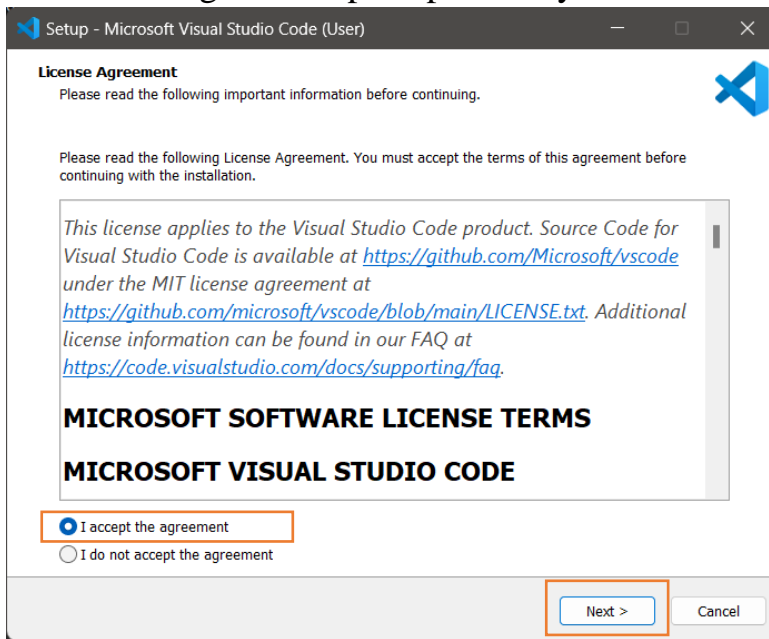 Setup - Microsoft Visual Studio Code (User)
License Agreement
Please read the following important information before continuing.
Please read the following License Agreement. You must accept the terms of this agreement before
continuing with the installation.
This license applies to the Visual Studio Code product. Source Code for
Visual Studio Code is available at https://github.com/Microsoft/vscode
under the MIT license agreement at
https://github.com/microsoft/vscode/blob/main/LICENSE.txt. Additional
license information can be found in our FAQ at
https://code.visualstudio.com/docs/supporting/faq.
MICROSOFT SOFTWARE LICENSE TERMS
MICROSOFT VISUAL STUDIO CODE
I accept the agreement
I do not accept the agreement
Next >
Cancel